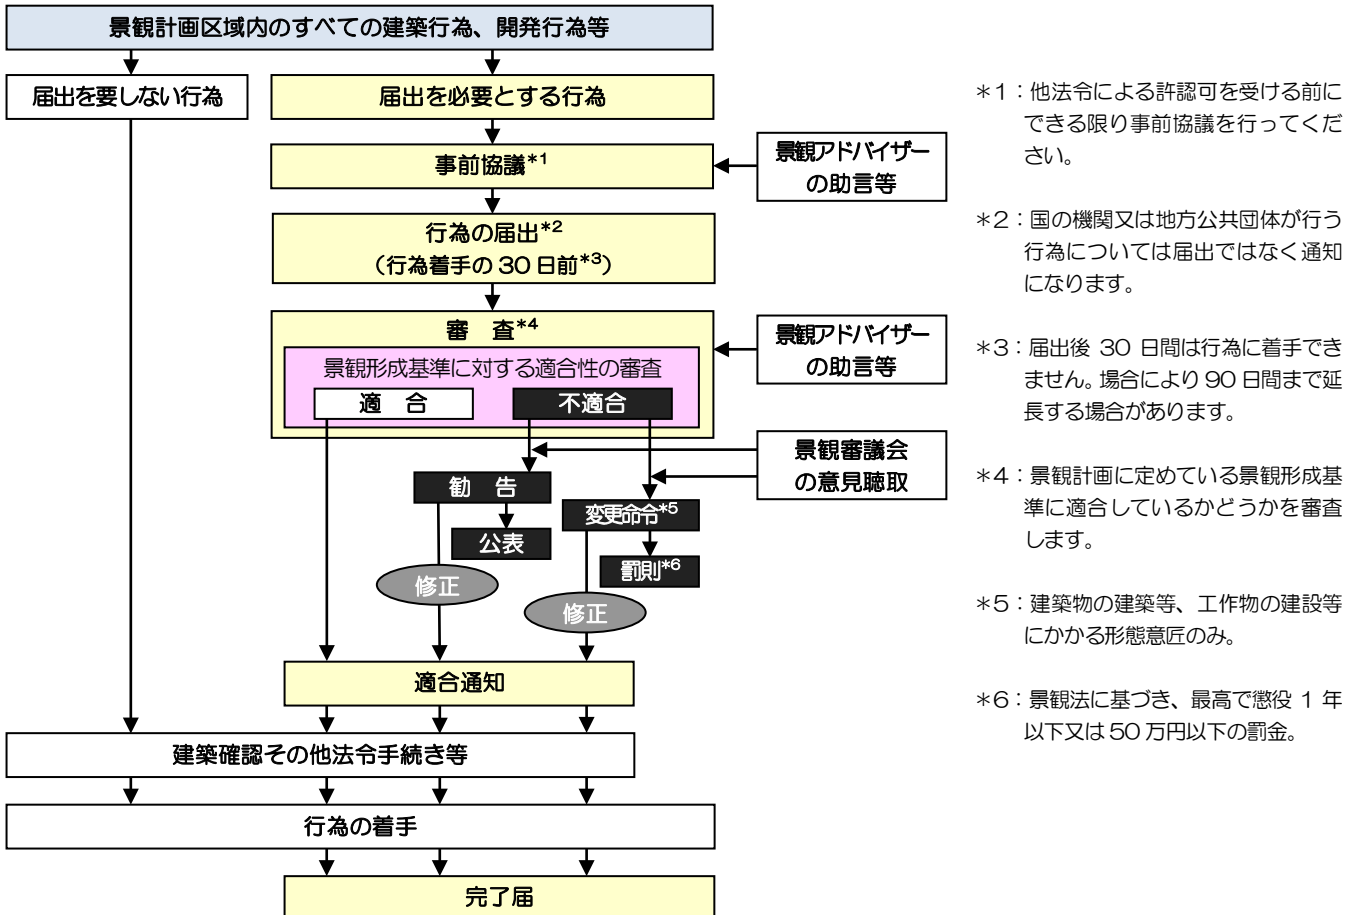 景観計画区域内のすべての建築行為、開発行為等
届出を要しない行為
届出を必要とする行為
事前協議*1
景観アドバイザー
の助言等
行為の届出*2
（行為着手の30日前*3）
審　査*4
景観形成基準に対する適合性の審査
適　合
不適合
景観アドバイザー
の助言等
景観審議会
の意見聴取
勧　告
公表
変更命令*5
罰則*6
修正
修正
適合通知
建築確認その他法令手続き等
行為の着手
完了届
＊1：他法令による許認可を受ける前に
できる限り事前協議を行ってくだ
さい。
＊2：国の機関又は地方公共団体が行う
行為については届出ではなく通知
になります。
＊3：届出後 30 日間は行為に着手でき
ません。場合により 90 日間まで延
長する場合があります。
＊4：景観計画に定めている景観形成基
準に適合しているかどうかを審査
します。
＊5：建築物の建築等、工作物の建設等
にかかる形態意匠のみ。
＊6：景観法に基づき、最高で懲役 1 年
以下又は 50 万円以下の罰金。